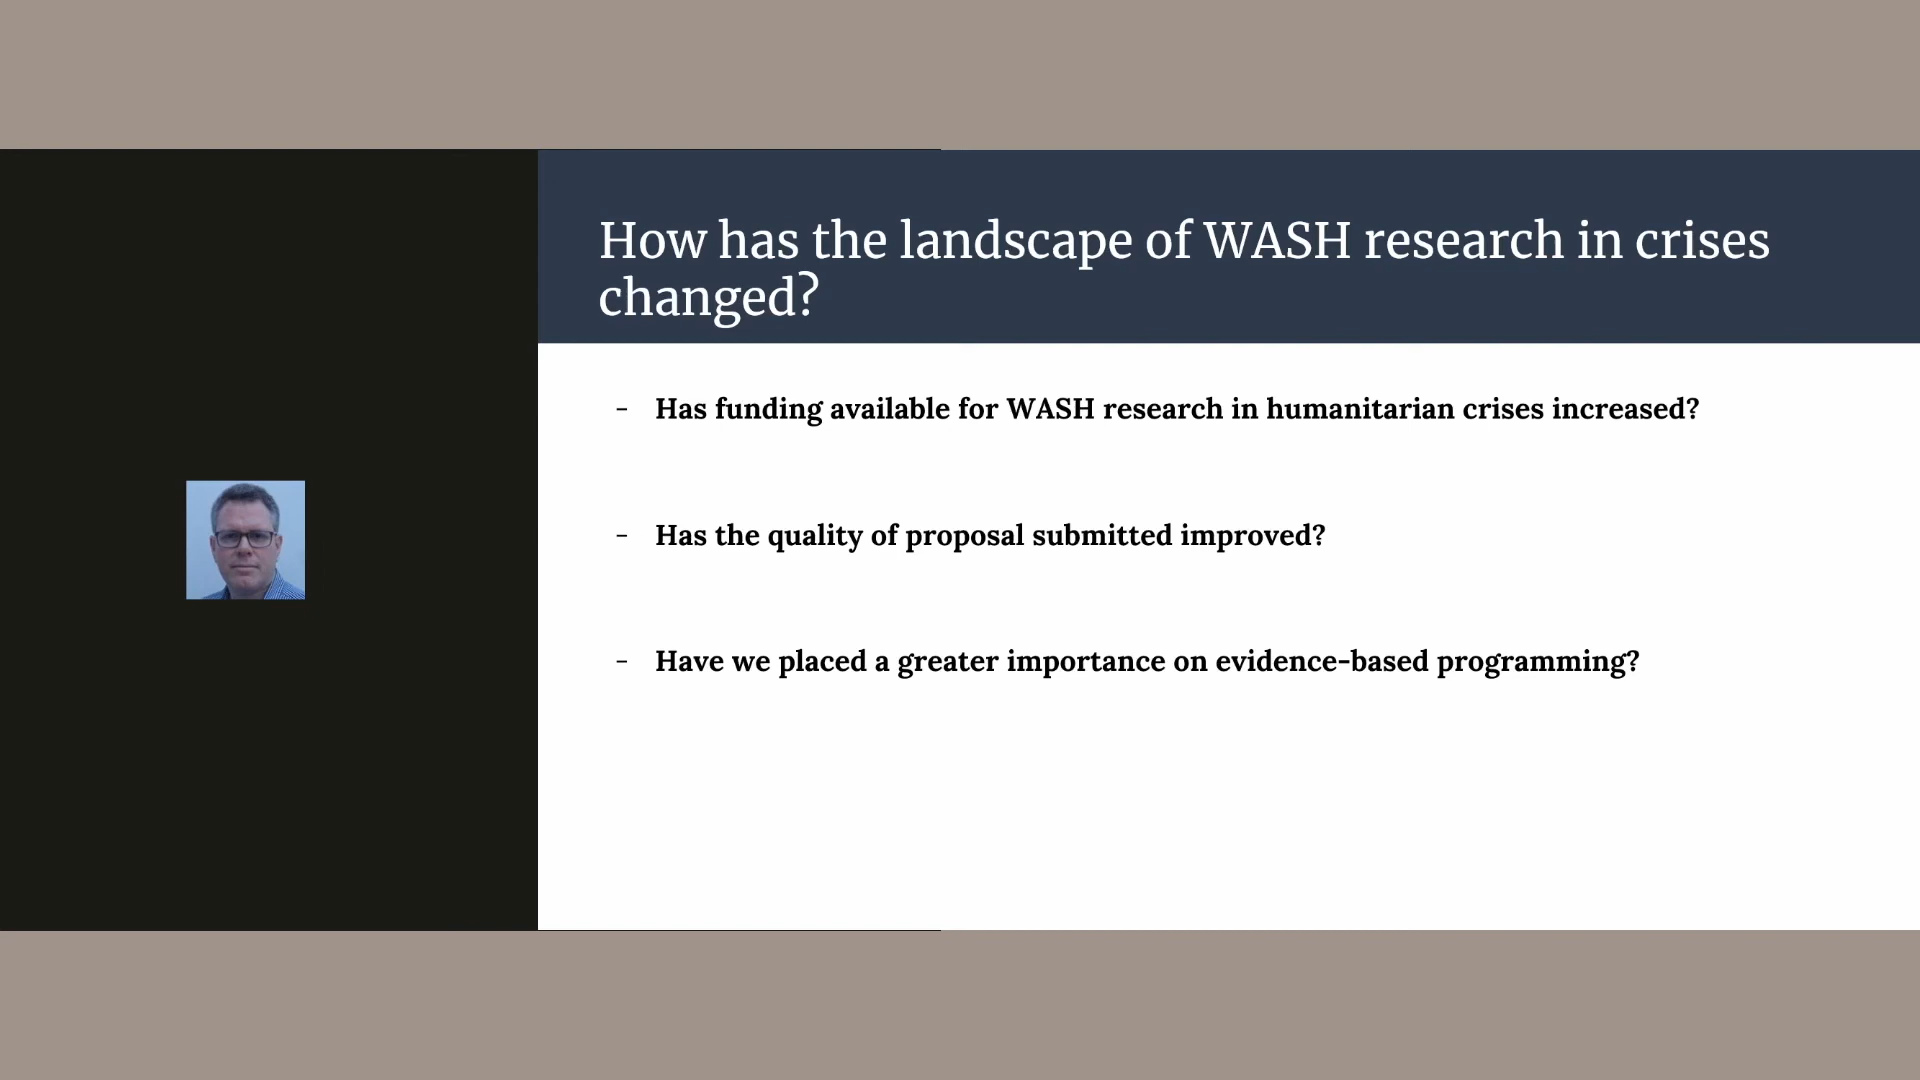 How has the landscape of WASH research in crises
changed?
- Has funding available for WASH research in humanitarian crises increased?
- Has the quality of proposal submitted improved?
- Have we placed a greater importance on evidence-based programming?